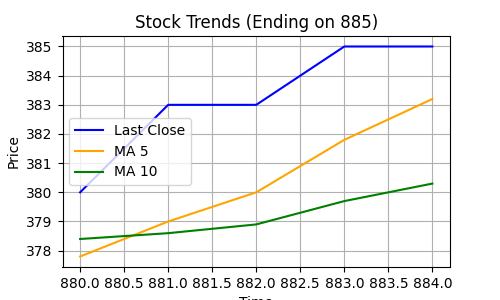 Stock Trends (Ending on 885)
Price
385
384
383
382
381
380
379
378
Last Close
MA 5
MA 10
880.0 880.5 881.0 881.5 882.0 882.5 883.0 883.5 884.0
Time